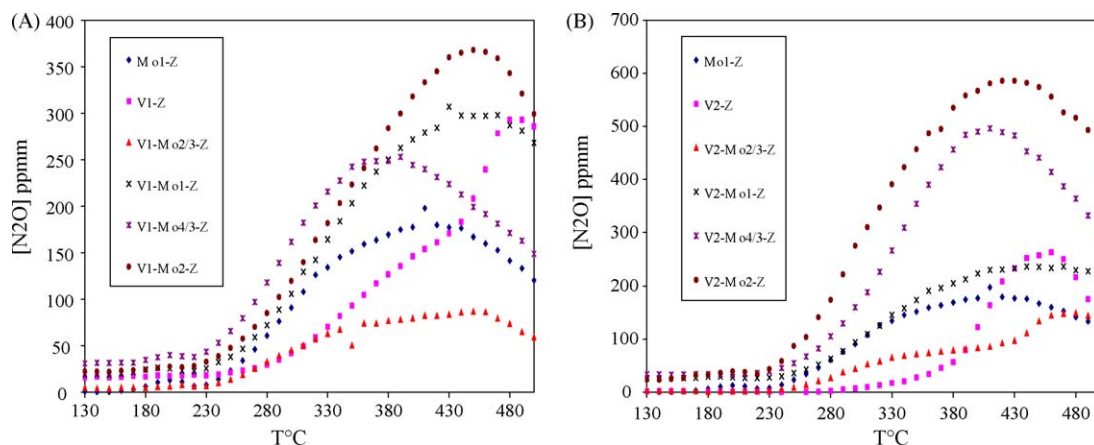 (A)
400
350
300
250
200
150
100
50
0
[N2O] ppmm
M o1-Z
V1-Z
V1-M o2/3-Z
V1-M o1-Z
V1-M o4/3-Z
V1-M o2-Z
130 180 230 280 330 380 430 480
T°C
(B)
700
600
500
400
300
200
100
0
[N2O] ppmm
Mo1-Z
V2-Z
V2-M o2/3-Z
V2-M o1-Z
V2-M o4/3-Z
V2-M o2-Z
130 180 230 280 330 380 430 480
T°C